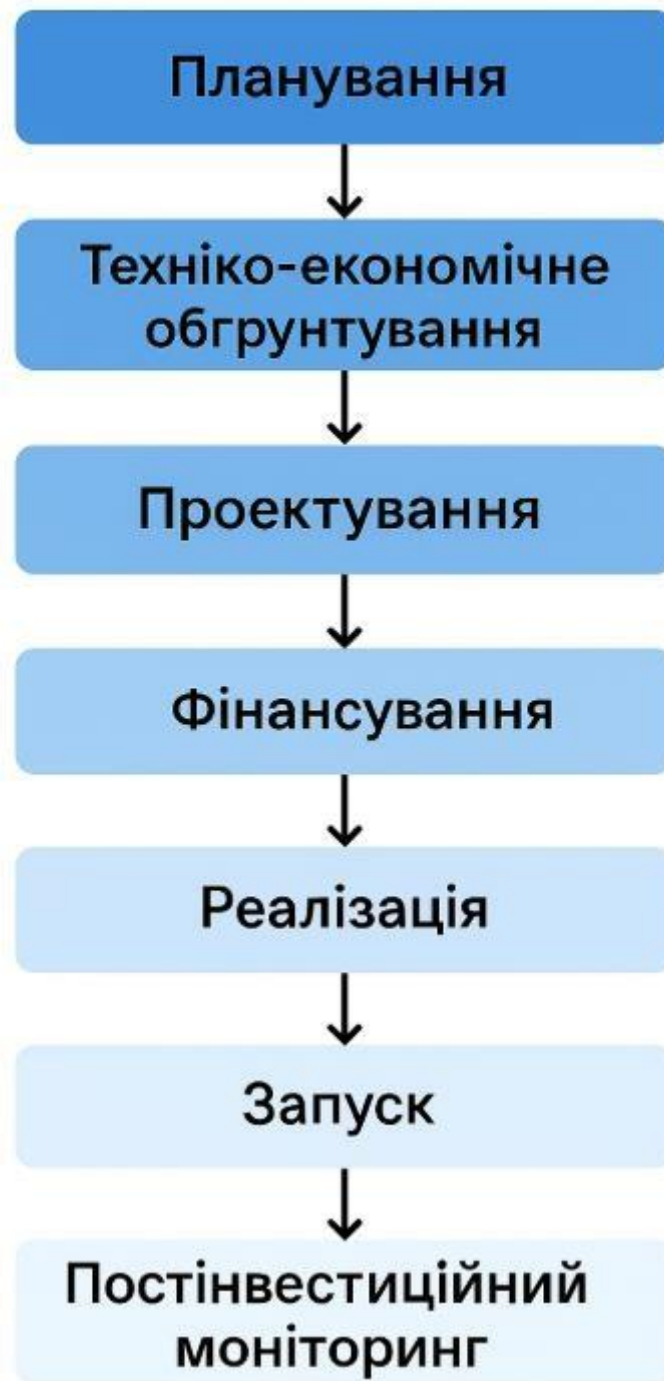 Планування
Техніко-економічне
обгрунтування
Проектування
Фінансування
Реалізація
Запуск
Постінвестиційний
моніторинг